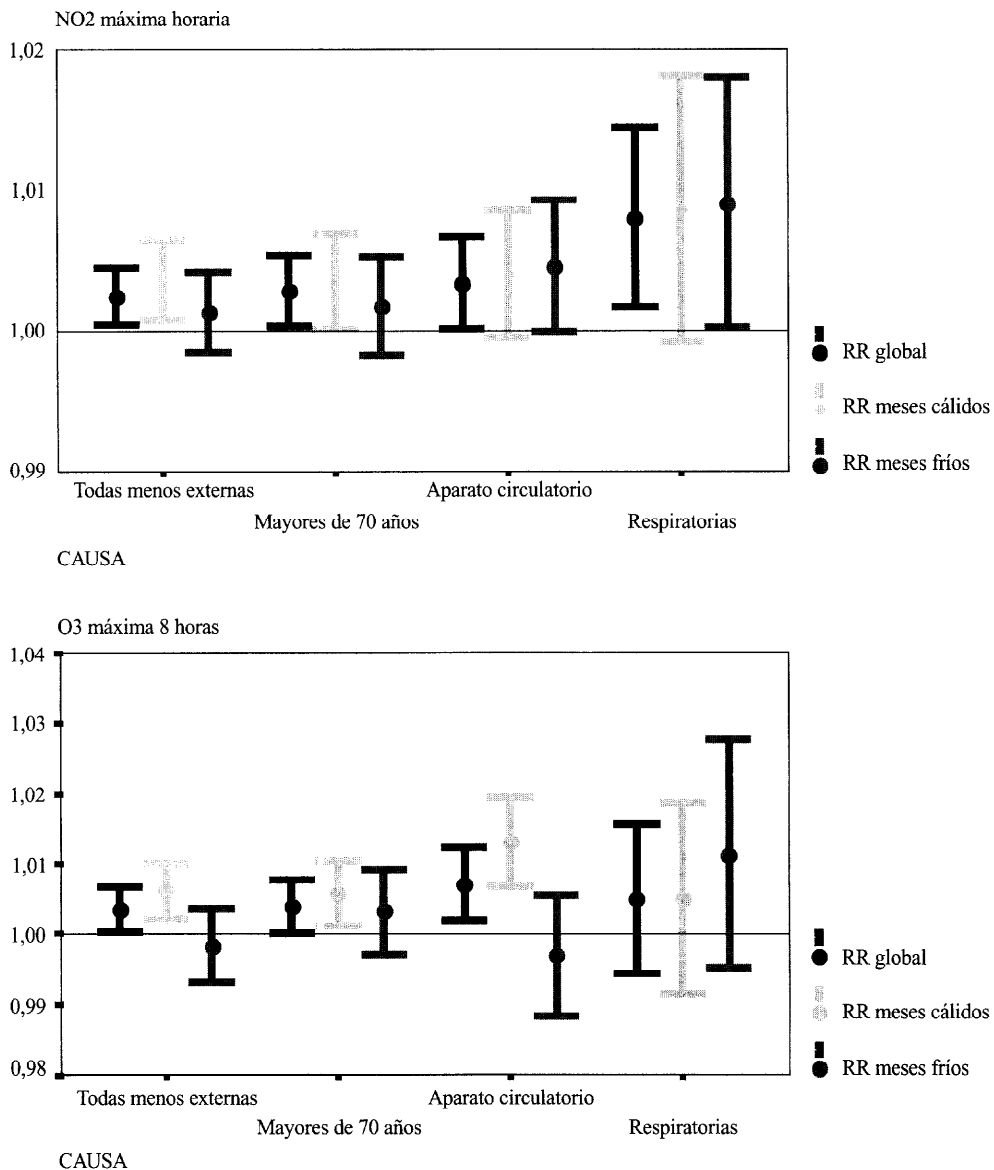 NO2 máxima horaria
1,02
1,01
1,00
0,99
RR global
RR meses cálidos
RR meses fríos
Todas menos externas
Aparato circulatorio
Mayores de 70 años
Respiratorias
CAUSA
O3 máxima 8 horas
1,04
1,03
1,02
1,01
1,00
0,99
0,98
RR global
RR meses cálidos
RR meses fríos
Todas menos externas
Aparato circulatorio
Mayores de 70 años
Respiratorias
CAUSA